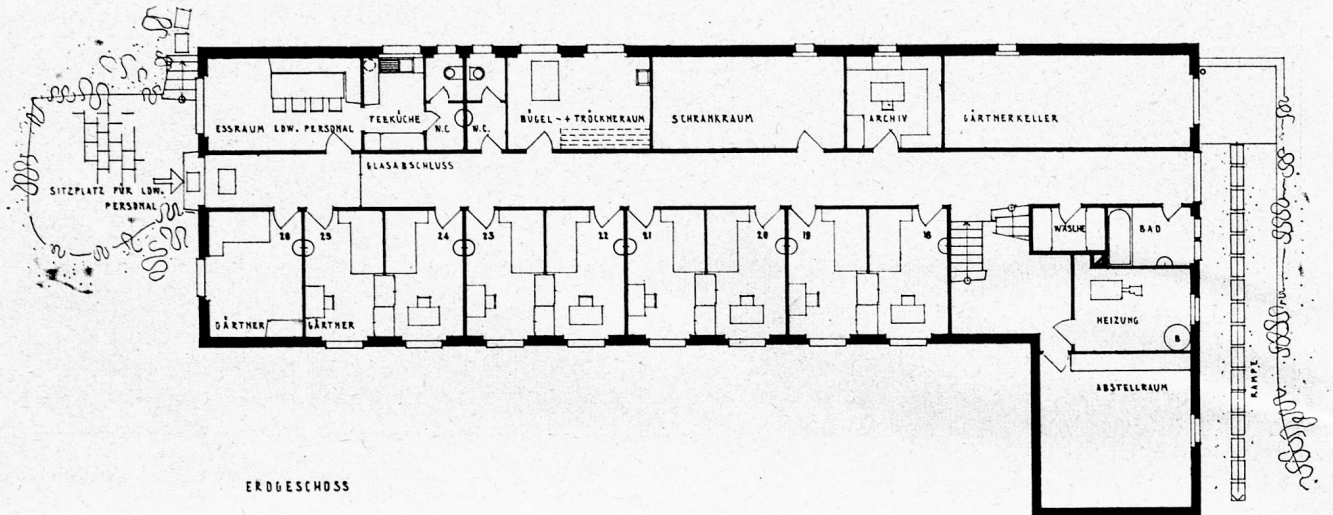 ESSRAUM LDW. PERSONAL
TEEKÜCHE
W.C.
W.C.
BÜGEL-+TRÖCKNERAUM
SCHRANKRAUM
ARCHIV
GÄRTNERKELLER
GLASABSCHLUSS
SITZPLATZ FÜR LDW.
PERSONAL
26
25
24
23
22
21
20
19
18
WÄSCHE
BAD
GÄRTNER
GÄRTNER
HEIZUNG
B
ABSTELLRAUM
RAMPE
ERDGESCHOSS